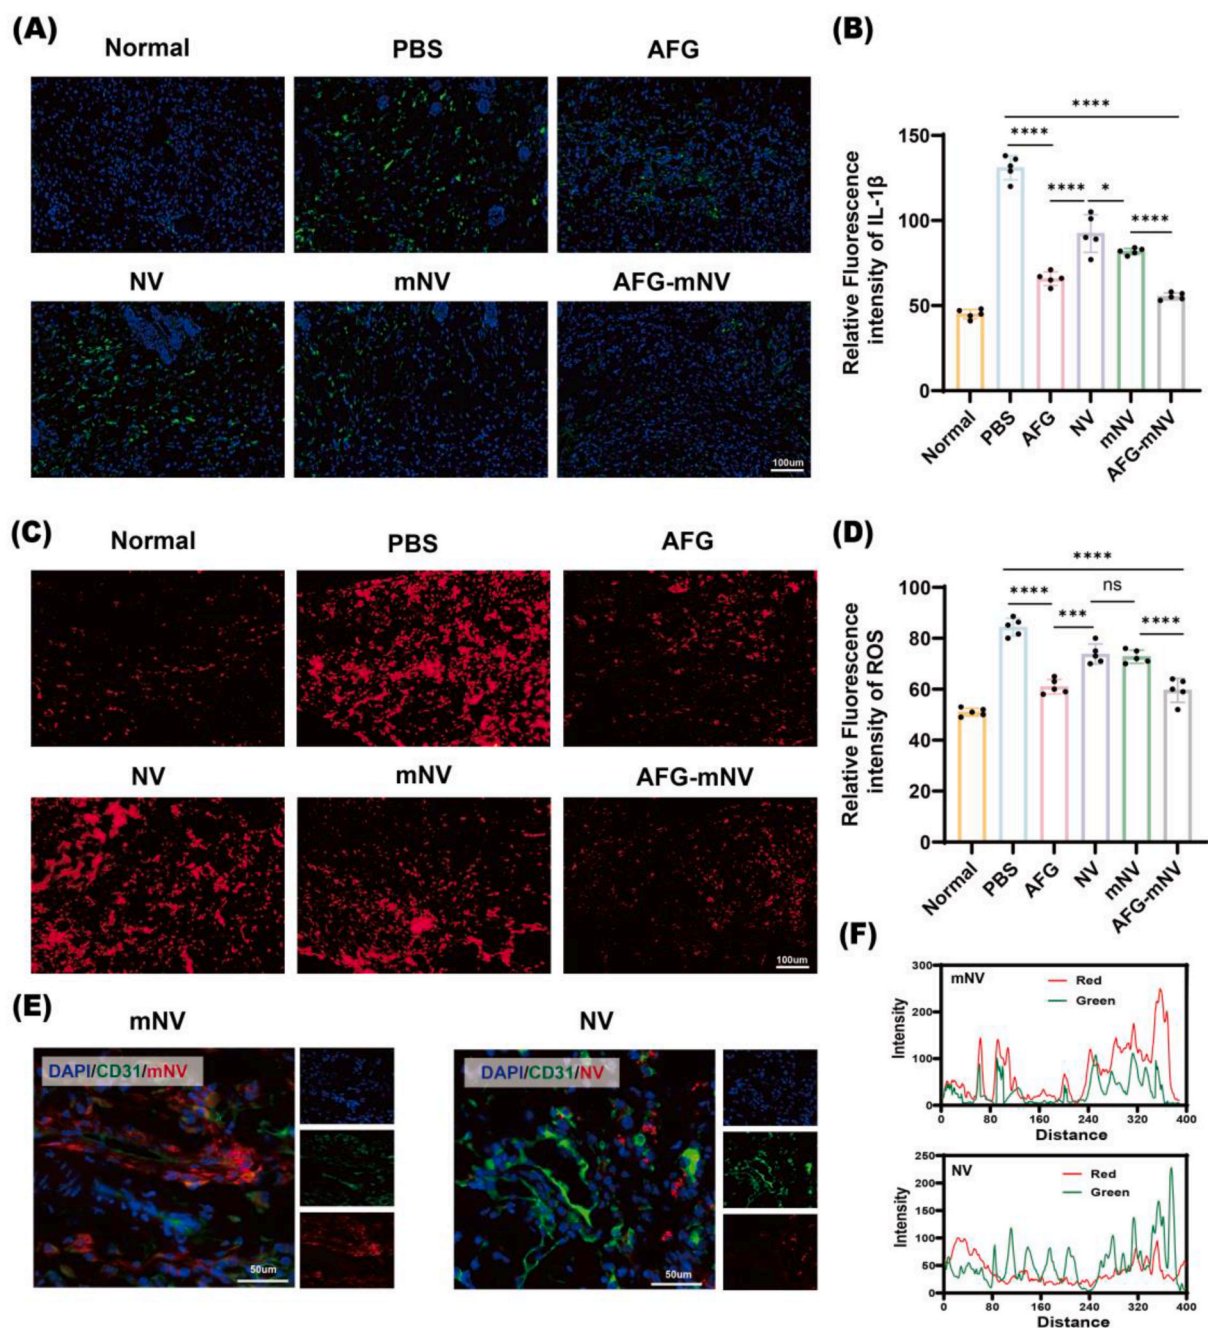 (A)
Normal
PBS
AFG
NV
mNV
AFG-mNV
100um
(B)
Relative Fluorescence
intensity of IL-1β
150
100
50
0
****
****
****
*
****
Normal
PBS
AFG
NV
mNV
AFG-mNV
(C)
Normal
PBS
AFG
NV
mNV
AFG-mNV
100um
(D)
Relative Fluorescence
intensity of ROS
100
80
60
40
20
0
****
ns
****
***
****
Normal
PBS
AFG
NV
mNV
AFG-mNV
(E)
mNV
DAPI/CD31/mNV
50um
NV
DAPI/CD31/NV
50um
(F)
mNV
Red
Green
Intensity
300
200
100
0
0 80 160 240 320 400
Distance
NV
Red
Green
Intensity
250
200
150
100
50
0
0 80 160 240 320 400
Distance